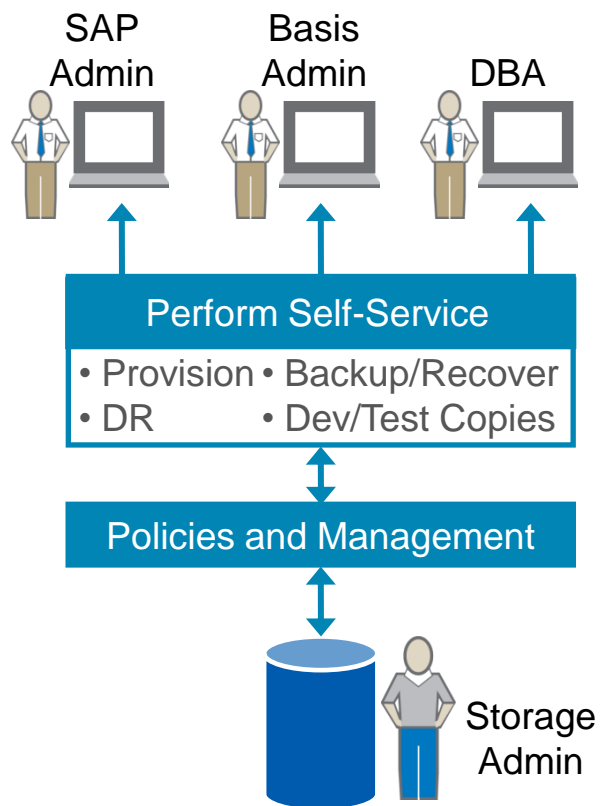 SAP
Admin
Basis
Admin
DBA
Perform Self-Service
• Provision • Backup/Recover
• DR • Dev/Test Copies
Policies and Management
Storage
Admin